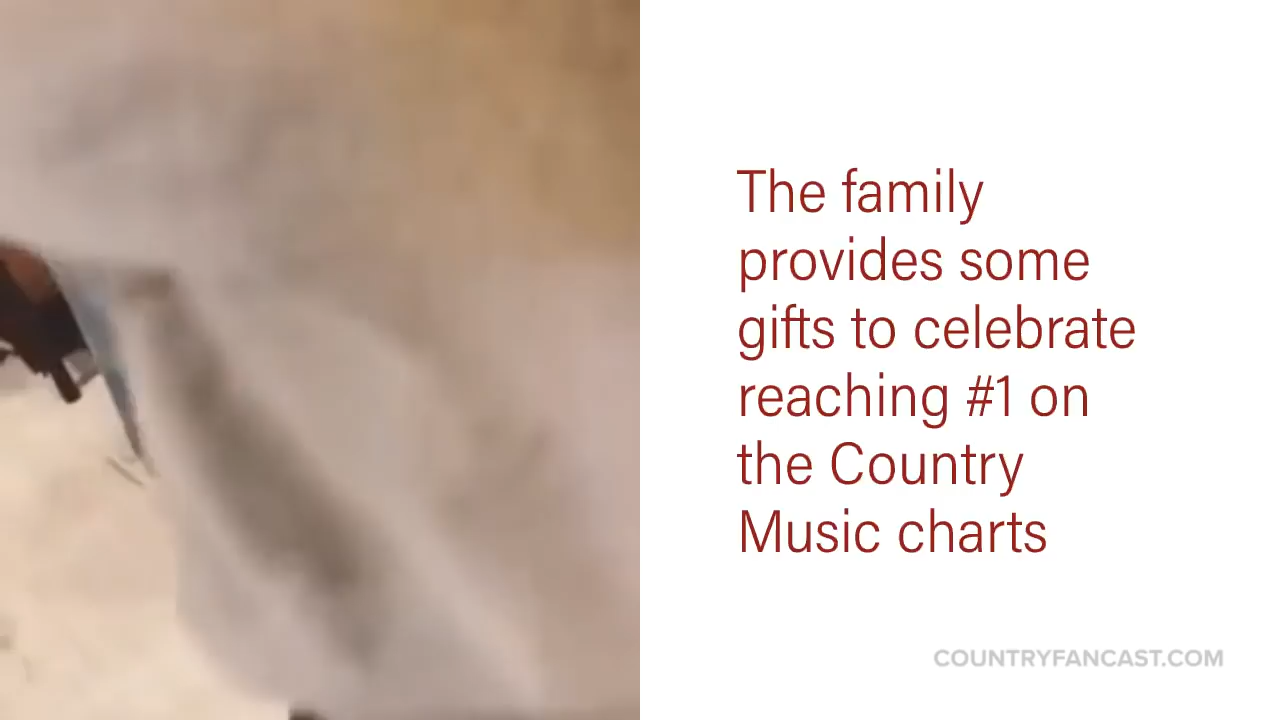 The family
provides some
gifts to celebrate
reaching #1 on
the Country
Music charts
COUNTRYFANCAST.COM